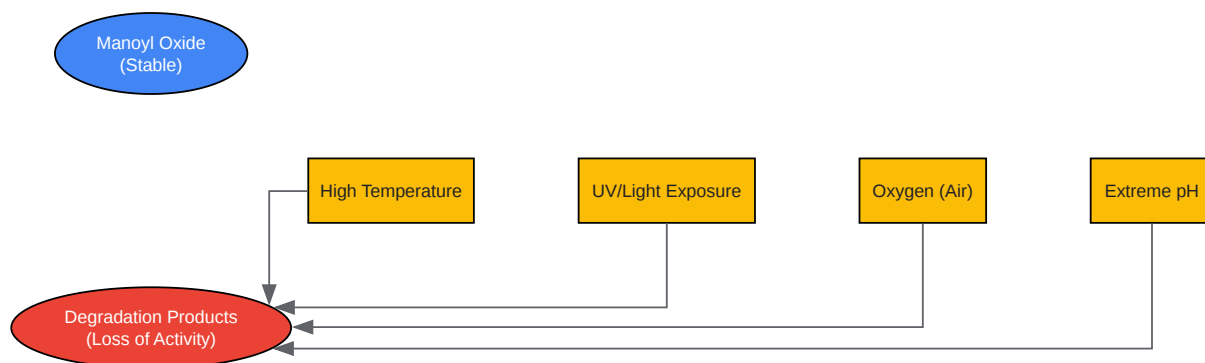 Manoyl Oxide
(Stable)
High Temperature
UV/Light Exposure
Oxygen (Air)
Extreme pH
Degradation Products
(Loss of Activity)